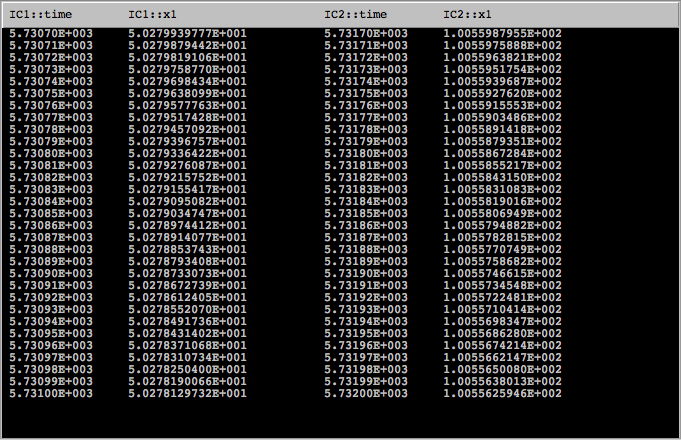 IC1::time IC1::x1 IC2::time IC2::x1
5.73070E+003 5.0279939777E+001 5.73170E+003 1.0055987955E+002
5.73071E+003 5.0279879442E+001 5.73171E+003 1.0055975888E+002
5.73072E+003 5.0279819106E+001 5.73172E+003 1.0055963821E+002
5.73073E+003 5.0279758770E+001 5.73173E+003 1.0055951754E+002
5.73074E+003 5.0279698434E+001 5.73174E+003 1.0055939687E+002
5.73075E+003 5.0279638099E+001 5.73175E+003 1.0055927620E+002
5.73076E+003 5.0279577763E+001 5.73176E+003 1.0055915553E+002
5.73077E+003 5.0279517428E+001 5.73177E+003 1.0055903486E+002
5.73078E+003 5.0279457092E+001 5.73178E+003 1.0055891418E+002
5.73079E+003 5.0279396757E+001 5.73179E+003 1.0055879351E+002
5.73080E+003 5.0279336422E+001 5.73180E+003 1.0055867284E+002
5.73081E+003 5.0279276087E+001 5.73181E+003 1.0055855217E+002
5.73082E+003 5.0279215752E+001 5.73182E+003 1.0055843150E+002
5.73083E+003 5.0279155417E+001 5.73183E+003 1.0055831083E+002
5.73084E+003 5.0279095082E+001 5.73184E+003 1.0055819016E+002
5.73085E+003 5.0279034747E+001 5.73185E+003 1.0055806949E+002
5.73086E+003 5.0278974412E+001 5.73186E+003 1.0055794882E+002
5.73087E+003 5.0278914077E+001 5.73187E+003 1.0055782815E+002
5.73088E+003 5.0278853743E+001 5.73188E+003 1.0055770749E+002
5.73089E+003 5.0278793408E+001 5.73189E+003 1.0055758682E+002
5.73090E+003 5.0278733073E+001 5.73190E+003 1.0055746615E+002
5.73091E+003 5.0278672739E+001 5.73191E+003 1.0055734548E+002
5.73092E+003 5.0278612405E+001 5.73192E+003 1.0055722481E+002
5.73093E+003 5.0278552070E+001 5.73193E+003 1.0055710414E+002
5.73094E+003 5.0278491736E+001 5.73194E+003 1.0055698347E+002
5.73095E+003 5.0278431402E+001 5.73195E+003 1.0055686280E+002
5.73096E+003 5.0278371068E+001 5.73196E+003 1.0055674214E+002
5.73097E+003 5.0278310734E+001 5.73197E+003 1.0055662147E+002
5.73098E+003 5.0278250400E+001 5.73198E+003 1.0055650080E+002
5.73099E+003 5.0278190066E+001 5.73199E+003 1.0055638013E+002
5.73100E+003 5.0278129732E+001 5.73200E+003 1.0055625946E+002